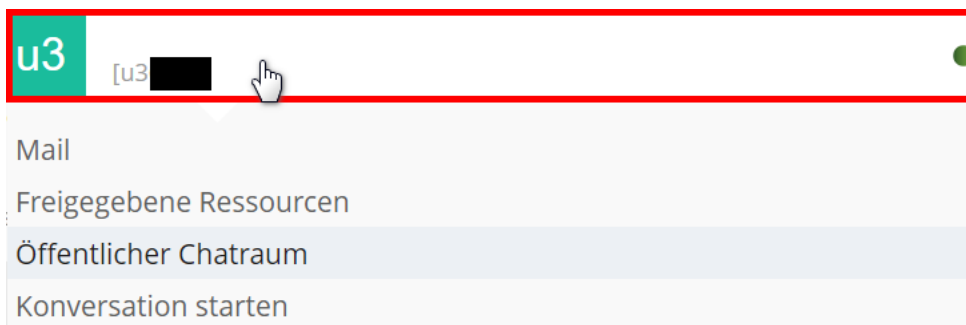 u3
[u3
Mail
Freigegebene Ressourcen
Öffentlicher Chatraum
Konversation starten